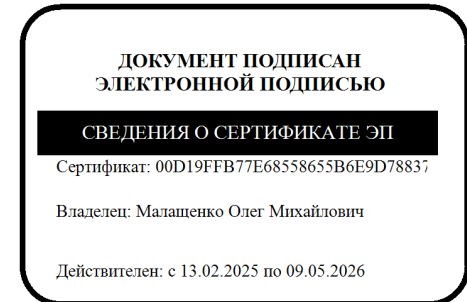 ДОКУМЕНТ ПОДПИСАН
ЭЛЕКТРОННОЙ ПОДПИСЬЮ
СВЕДЕНИЯ О СЕРТИФИКАТЕ ЭП
Сертификат: 00D19FFB77E68558655B6E9D78837
Владелец: Малащенко Олег Михайлович
Действителен: с 13.02.2025 по 09.05.2026